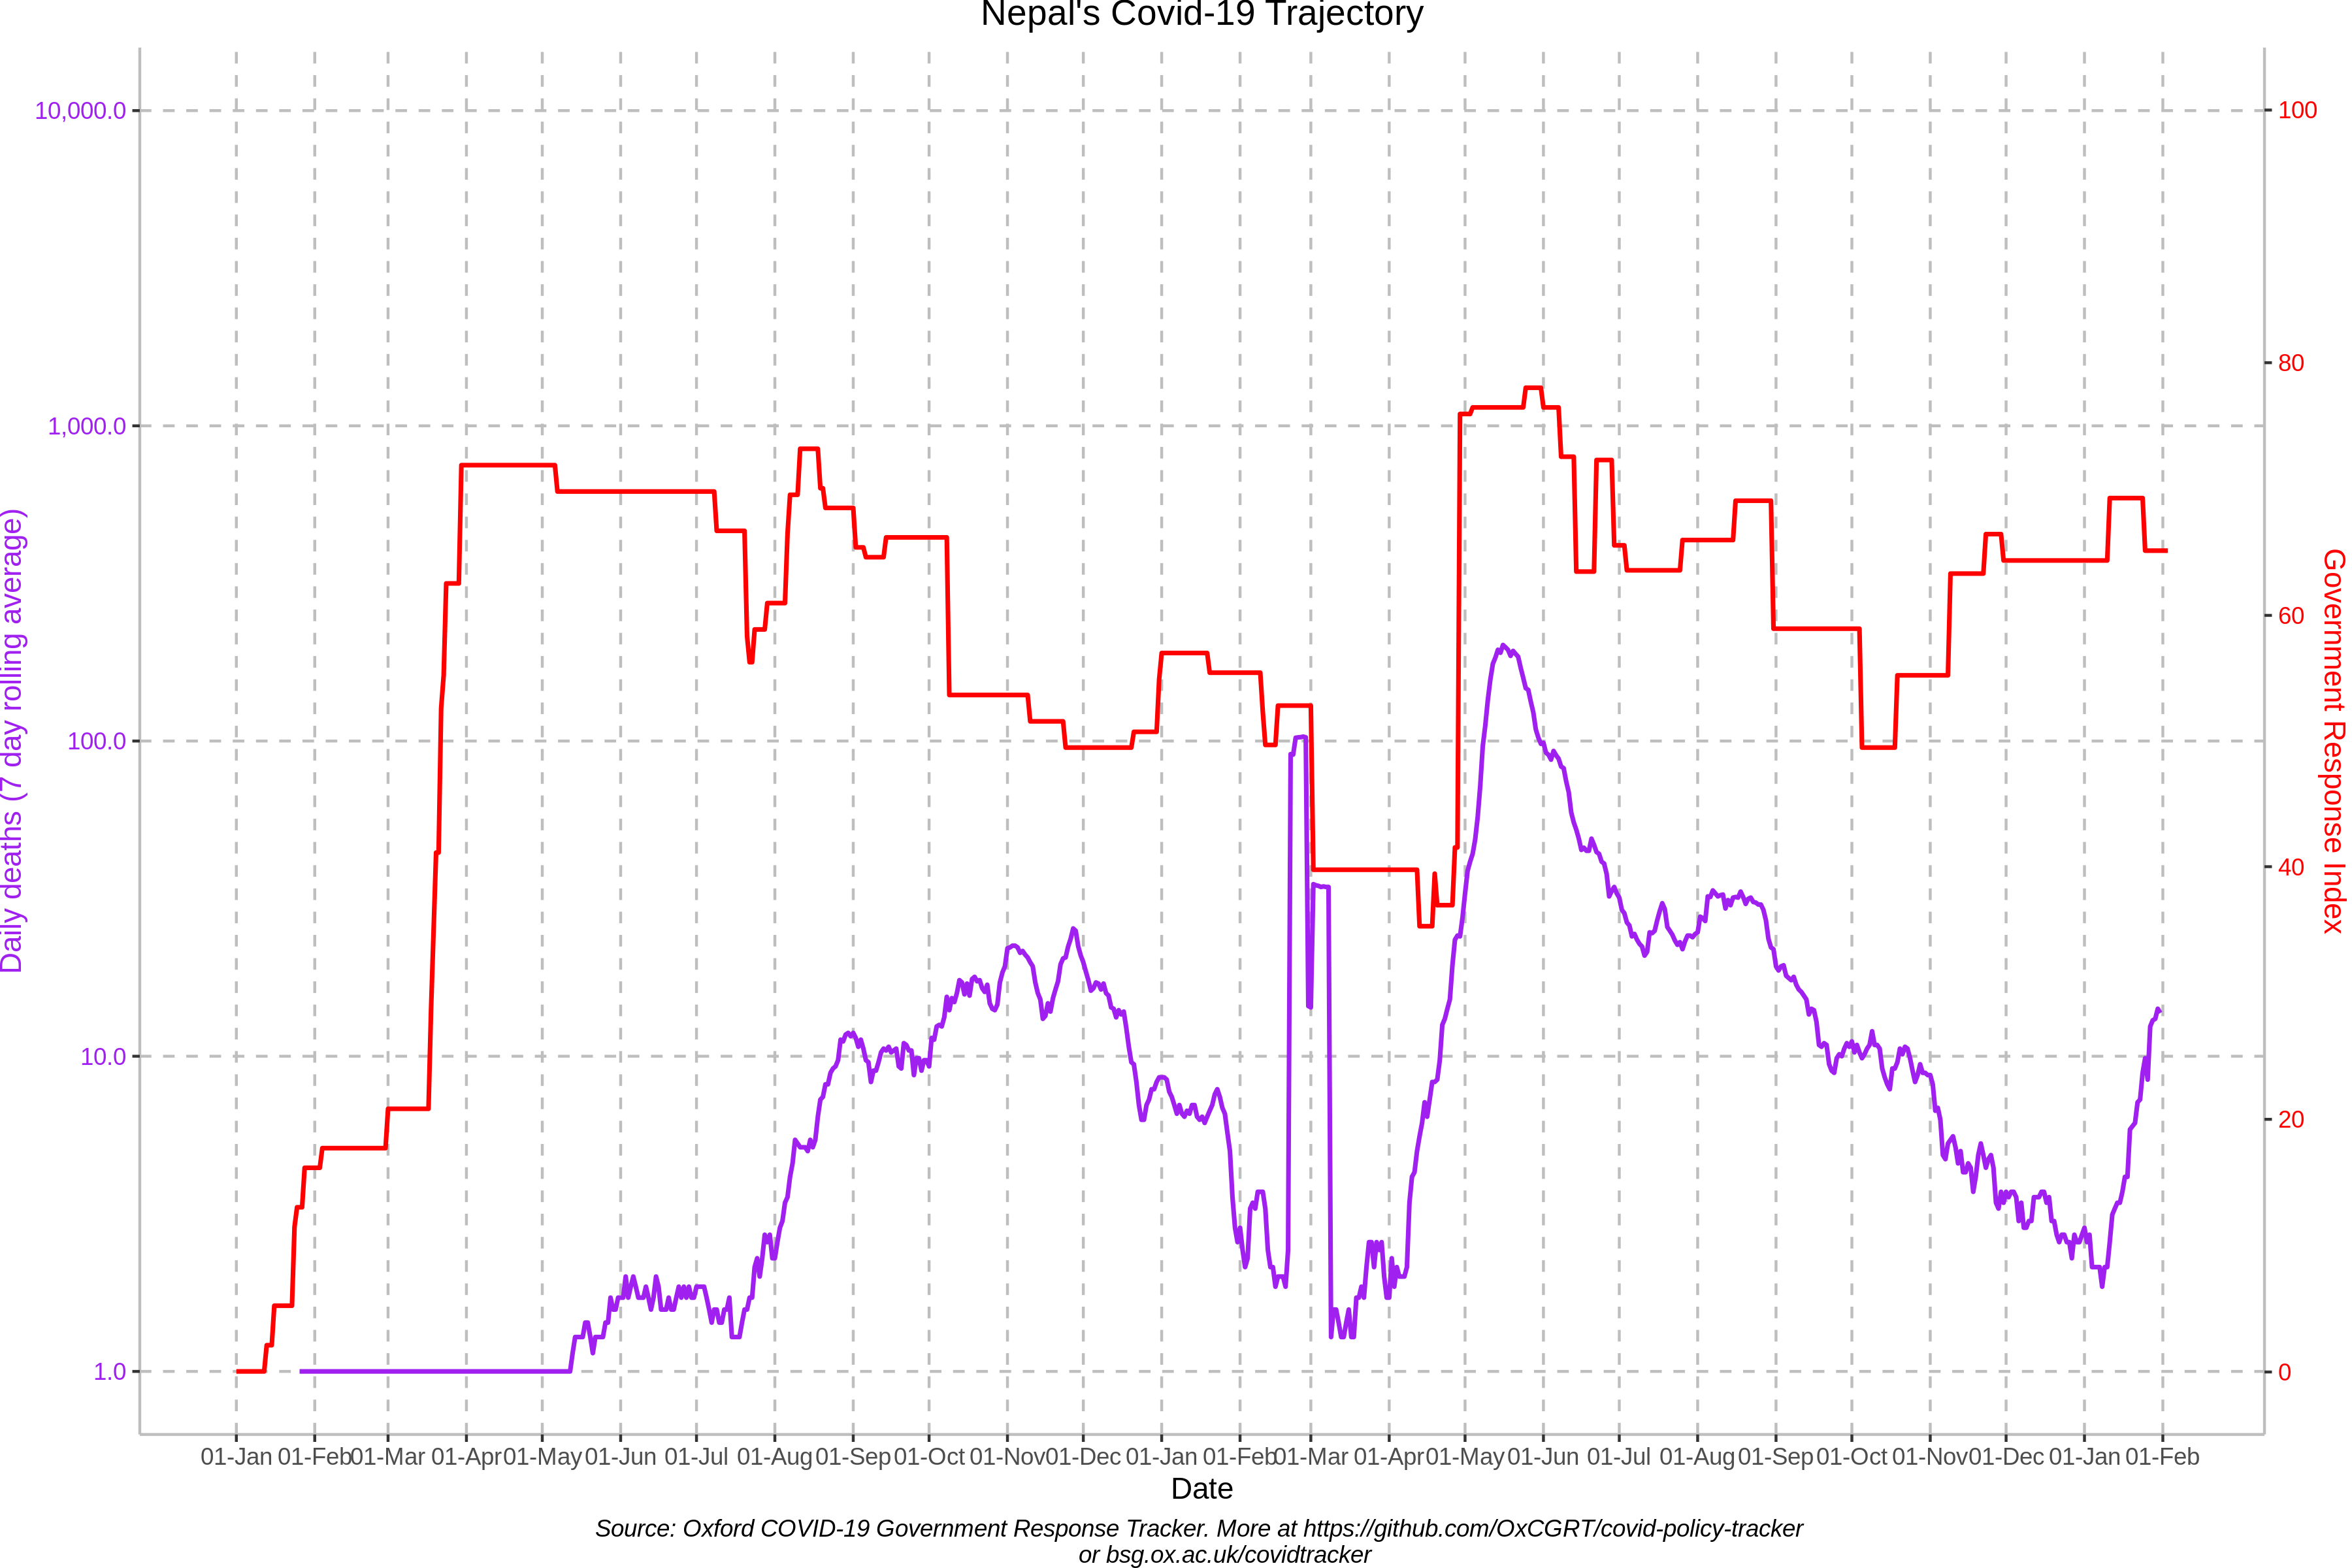 Nepal's Covid-19 Trajectory
10,000.0
1,000.0
100.0
10.0
1.0
Daily deaths (7 day rolling average)
100
80
60
40
20
0
Government Response Index
01-Jan 01-Feb 01-Mar 01-Apr 01-May 01-Jun 01-Jul 01-Aug 01-Sep 01-Oct 01-Nov 01-Dec 01-Jan 01-Feb 01-Mar 01-Apr 01-May 01-Jun 01-Jul 01-Aug 01-Sep 01-Oct 01-Nov 01-Dec 01-Jan 01-Feb
Date
Source: Oxford COVID-19 Government Response Tracker. More at https://github.com/OxCGRT/covid-policy-tracker
or bsg.ox.ac.uk/covidtracker